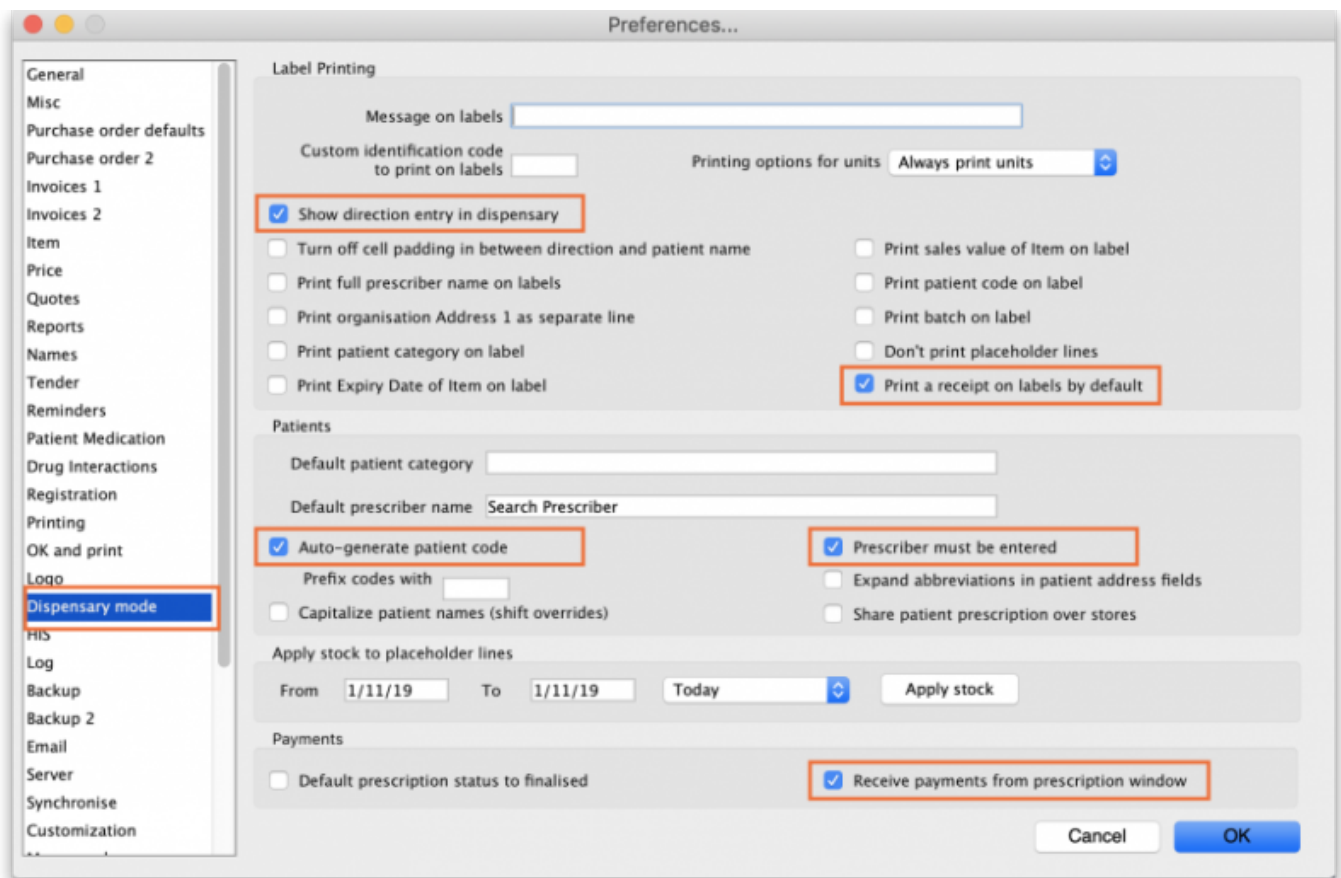 Preferences...
General
Misc
Purchase order defaults
Purchase order 2
Invoices 1
Invoices 2
Item
Price
Quotes
Reports
Names
Tender
Reminders
Patient Medication
Drug Interactions
Registration
Printing
OK and print
Logo
Dispensary mode
HIS
Log
Backup
Backup 2
Email
Server
Synchronise
Customization
Label Printing
Message on labels
Custom identification code
to print on labels
Printing options for units Always print units
Show direction entry in dispensary
Turn off cell padding in between direction and patient name
Print sales value of Item on label
Print full prescriber name on labels
Print patient code on label
Print organisation Address 1 as separate line
Print batch on label
Print patient category on label
Don't print placeholder lines
Print Expiry Date of Item on label
Print a receipt on labels by default
Patients
Default patient category
Default prescriber name Search Prescriber
Auto-generate patient code
Prescriber must be entered
Prefix codes with
Expand abbreviations in patient address fields
Capitalize patient names (shift overrides)
Share patient prescription over stores
Apply stock to placeholder lines
From 1/11/19 To 1/11/19 Today Apply stock
Payments
Default prescription status to finalised
Receive payments from prescription window
Cancel OK